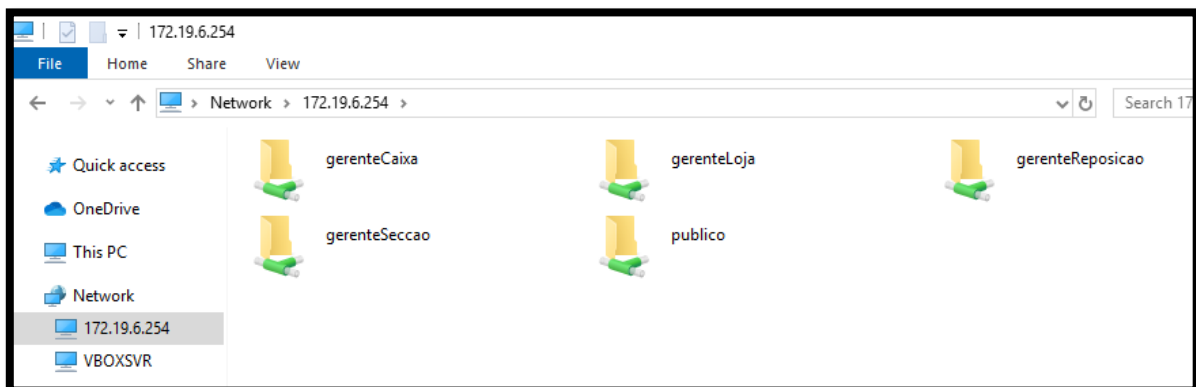 172.19.6.254
File Home Share View
Network > 172.19.6.254 >
Search 17
Quick access
OneDrive
This PC
Network
172.19.6.254
VBOXSVR
gerenteCaixa
gerenteLoja
gerenteReposicao
gerenteSeccao
publico